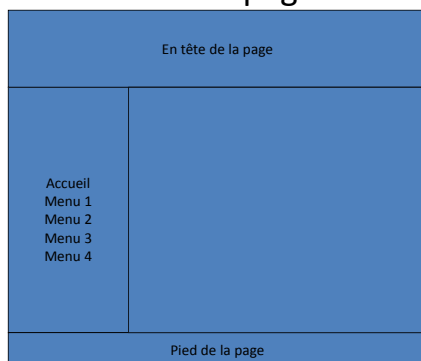 En tête de la page
Accueil
Menu 1
Menu 2
Menu 3
Menu 4
Pied de la page